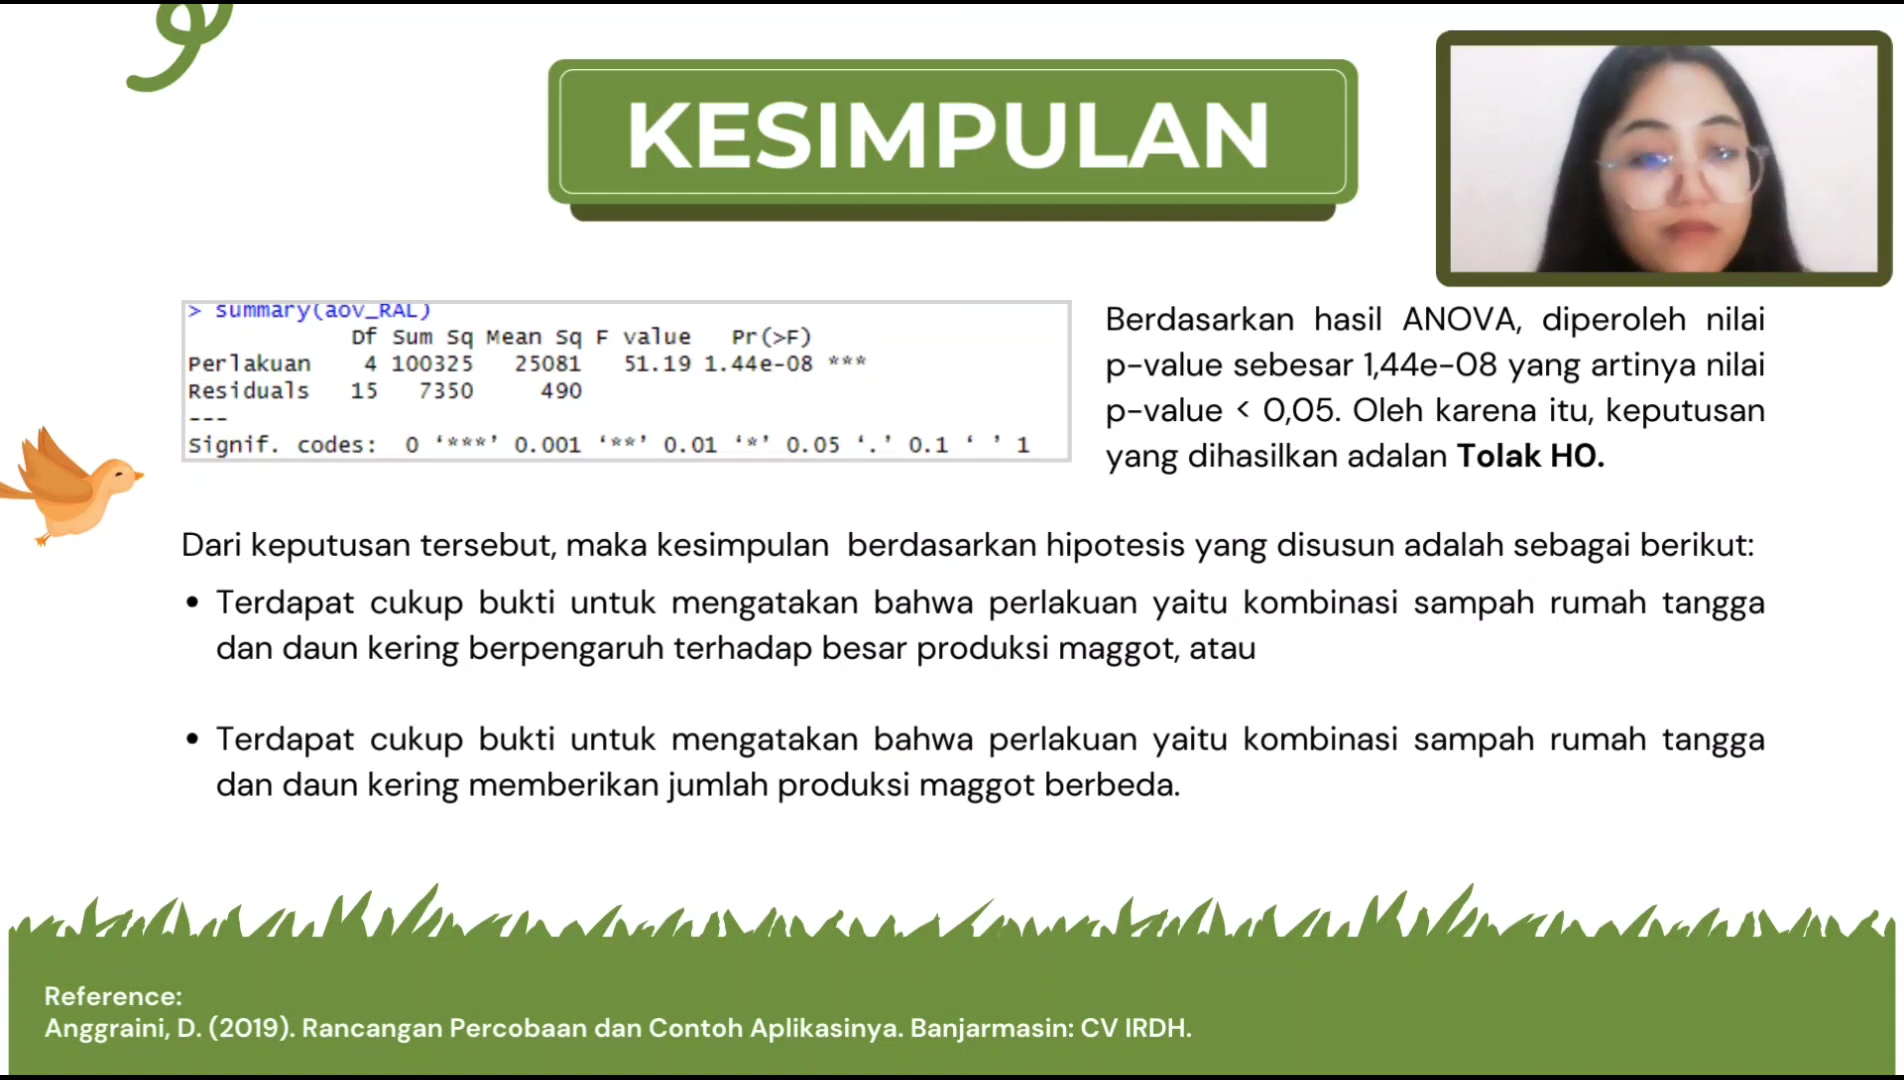 KESIMPULAN
> summary(aov_RAL)
Df Sum Sq Mean Sq F value Pr(>F)
Perlakuan 4 100325 25081 51.19 1.44e-08 ***
Residuals 15 7350 490
---
Signif. codes: 0 ‘***’ 0.001 ‘**’ 0.01 ‘*’ 0.05 ‘.’ 0.1 ‘ ’ 1
Berdasarkan hasil ANOVA, diperoleh nilai
p-value sebesar 1,44e-08 yang artinya nilai
p-value < 0,05. Oleh karena itu, keputusan
yang dihasilkan adalan Tolak H0.
Dari keputusan tersebut, maka kesimpulan berdasarkan hipotesis yang disusun adalah sebagai berikut:
• Terdapat cukup bukti untuk mengatakan bahwa perlakuan yaitu kombinasi sampah rumah tangga
dan daun kering berpengaruh terhadap besar produksi maggot, atau
• Terdapat cukup bukti untuk mengatakan bahwa perlakuan yaitu kombinasi sampah rumah tangga
dan daun kering memberikan jumlah produksi maggot berbeda.
Reference:
Anggraini, D. (2019). Rancangan Percobaan dan Contoh Aplikasinya. Banjarmasin: CV IRDH.